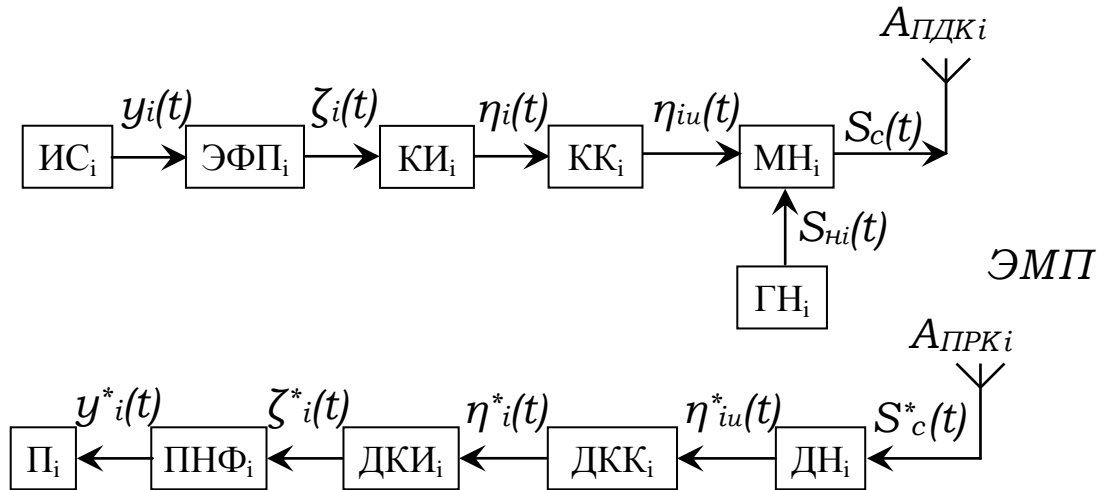 A_ПДКi
y_i(t) ζ_i(t) η_i(t) η_iu(t) S_c(t)
ИС_i ЭФП_i КИ_i КК_i МН_i
S_нi(t)
ЭМП
ГН_i
A_ПРКi
y*_i(t) ζ*_i(t) η*_i(t) η*_iu(t) S*_c(t)
П_i ПНФ_i ДКИ_i ДКК_i ДН_i